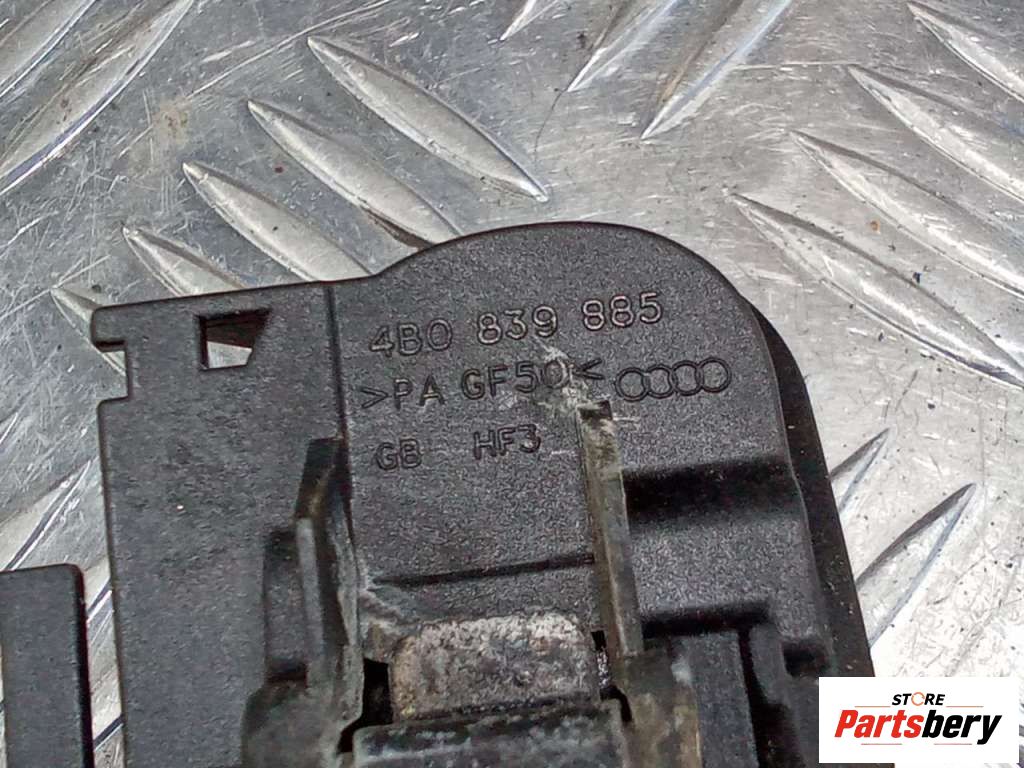 4B0 839 885
>PA GF50<
GB HF3
STORE
Partsbery